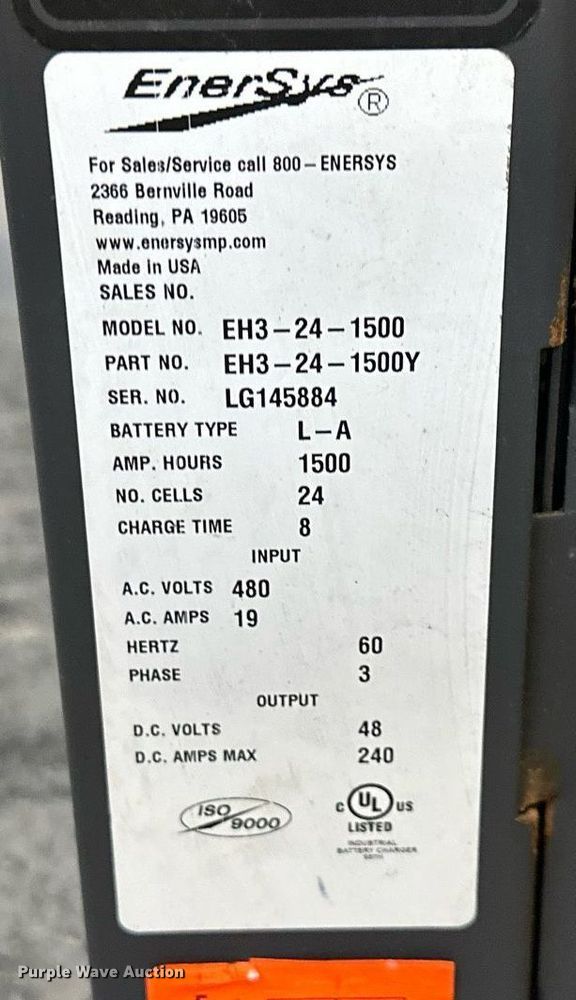 EnerSys ®
For Sales/Service call 800-ENERSYS
2366 Bernville Road
Reading, PA 19605
www.enersysmp.com
Made in USA
SALES NO.
MODEL NO. EH3-24-1500
PART NO. EH3-24-1500Y
SER. NO. LG145884
BATTERY TYPE L-A
AMP. HOURS 1500
NO. CELLS 24
CHARGE TIME 8
INPUT
A.C. VOLTS 480
A.C. AMPS 19
HERTZ 60
PHASE 3
OUTPUT
D.C. VOLTS 48
D.C. AMPS MAX 240
ISO 9000
C UL US
LISTED
INDUSTRIAL
BATTERY CHARGER
Purple Wave Auction